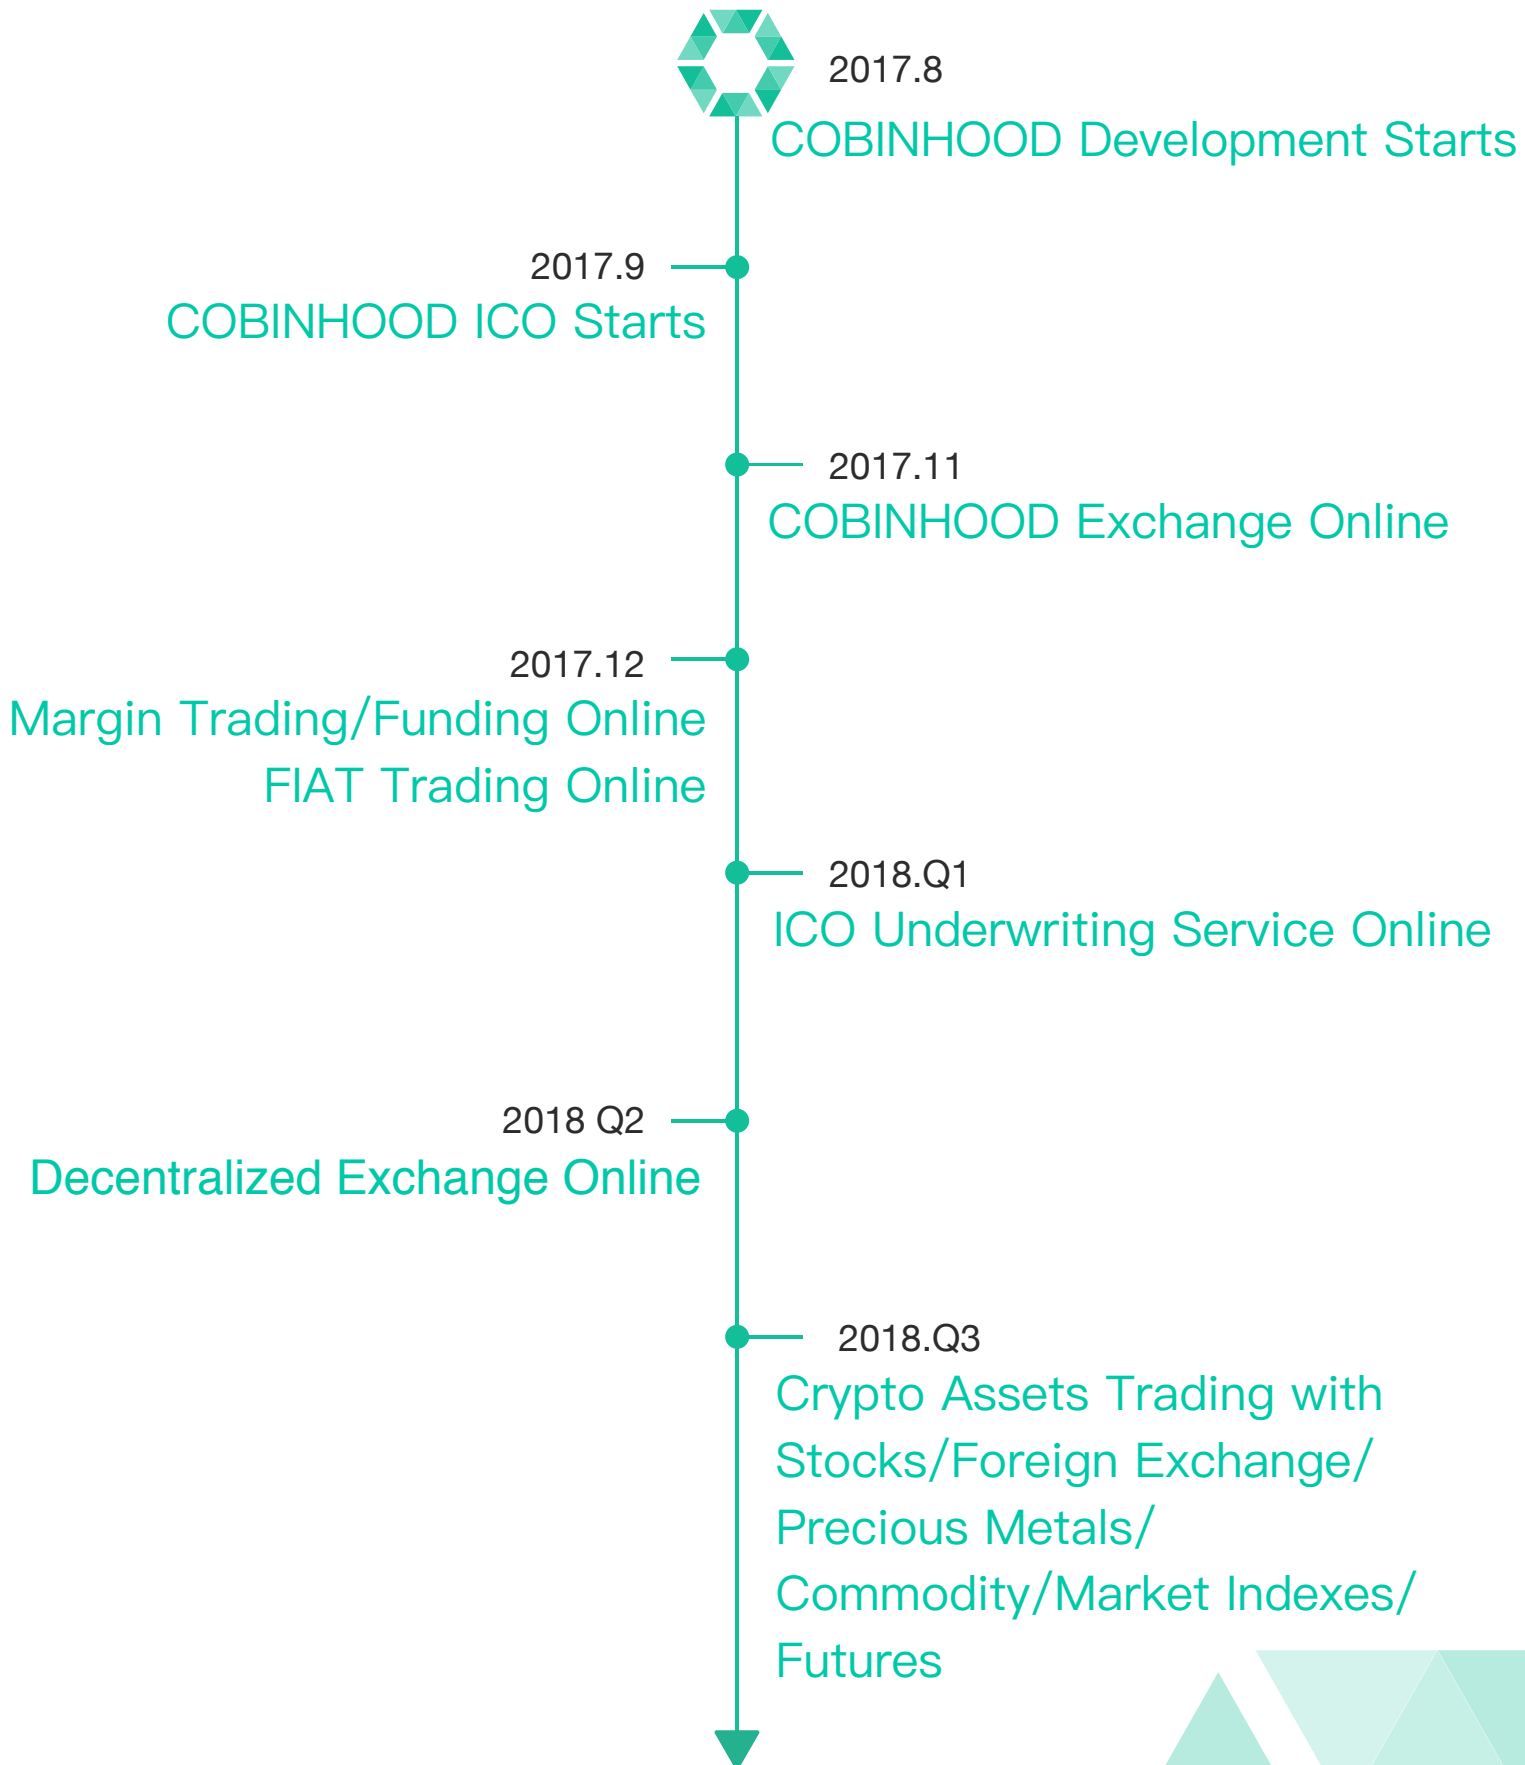 2017.8
COBINHOOD Development Starts
2017.9
COBINHOOD ICO Starts
2017.11
COBINHOOD Exchange Online
2017.12
Margin Trading/Funding Online
FIAT Trading Online
2018.Q1
ICO Underwriting Service Online
2018 Q2
Decentralized Exchange Online
2018.Q3
Crypto Assets Trading with
Stocks/Foreign Exchange/
Precious Metals/
Commodity/Market Indexes/
Futures